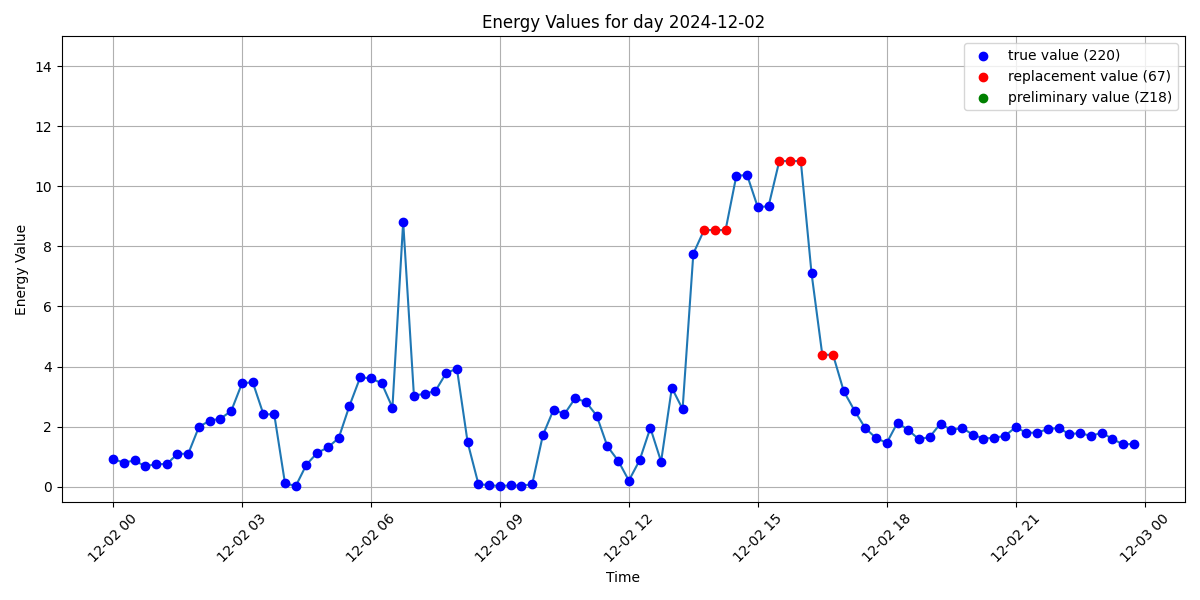 Energy Values for day 2024-12-02
true value (220)
replacement value (67)
preliminary value (Z18)
Energy Value
14
12
10
8
6
4
2
0
12-02 00
12-02 03
12-02 06
12-02 09
12-02 12
12-02 15
12-02 18
12-02 21
12-03 00
Time